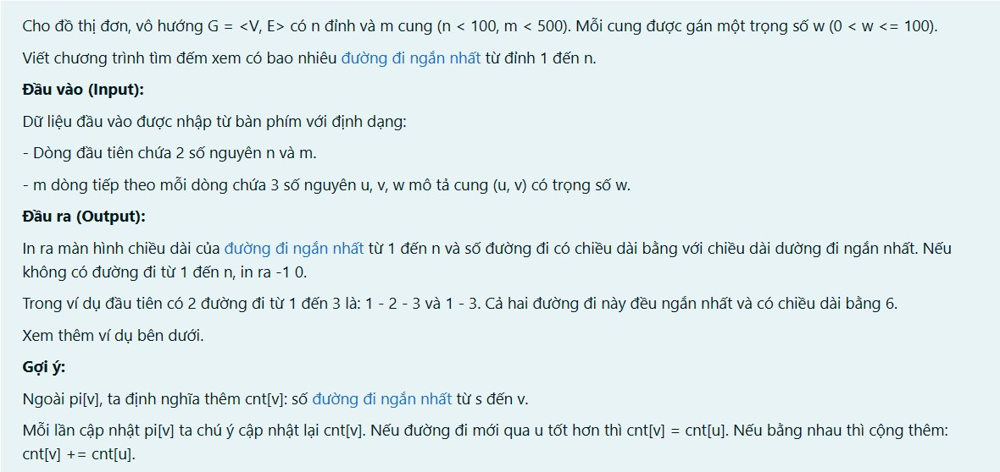 Cho đồ thị đơn, vô hướng G = <V, E> có n đỉnh và m cung (n < 100, m < 500). Mỗi cung được gán một trọng số w (0 < w <= 100).
Viết chương trình tìm đếm xem có bao nhiêu đường đi ngắn nhất từ đỉnh 1 đến n.
Đầu vào (Input):
Dữ liệu đầu vào được nhập từ bàn phím với định dạng:
- Dòng đầu tiên chứa 2 số nguyên n và m.
- m dòng tiếp theo mỗi dòng chứa 3 số nguyên u, v, w mô tả cung (u, v) có trọng số w.
Đầu ra (Output):
In ra màn hình chiều dài của đường đi ngắn nhất từ 1 đến n và số đường đi có chiều dài bằng với chiều dài dường đi ngắn nhất. Nếu
không có đường đi từ 1 đến n, in ra -1 0.
Trong ví dụ đầu tiên có 2 đường đi từ 1 đến 3 là: 1 - 2 - 3 và 1 - 3. Cả hai đường đi này đều ngắn nhất và có chiều dài bằng 6.
Xem thêm ví dụ bên dưới.
Gợi ý:
Ngoài pi[v], ta định nghĩa thêm cnt[v]: số đường đi ngắn nhất từ s đến v.
Mỗi lần cập nhật pi[v] ta chú ý cập nhật lại cnt[v]. Nếu đường đi mới qua u tốt hơn thì cnt[v] = cnt[u]. Nếu bằng nhau thì cộng thêm:
cnt[v] += cnt[u].